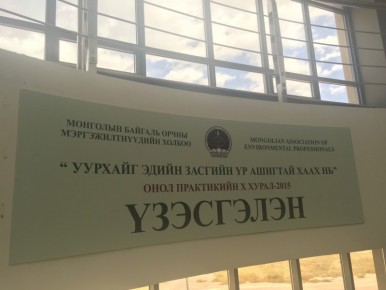 МОНГОЛЫН БАЙГАЛЬ ОРЧНЫ
МЭРГЭЖИЛТНҮҮДИЙН ХОЛБОО
MONGOLIAN ASSOCIATION OF
ENVIRONMENTAL PROFESSIONALS
“ УУРХАЙГ ЭДИЙН ЗАСГИЙН ҮР АШИГТАЙ ХААХ НЬ”
ОНОЛ ПРАКТИКИЙН X ХУРАЛ-2015
ҮЗЭСГЭЛЭН